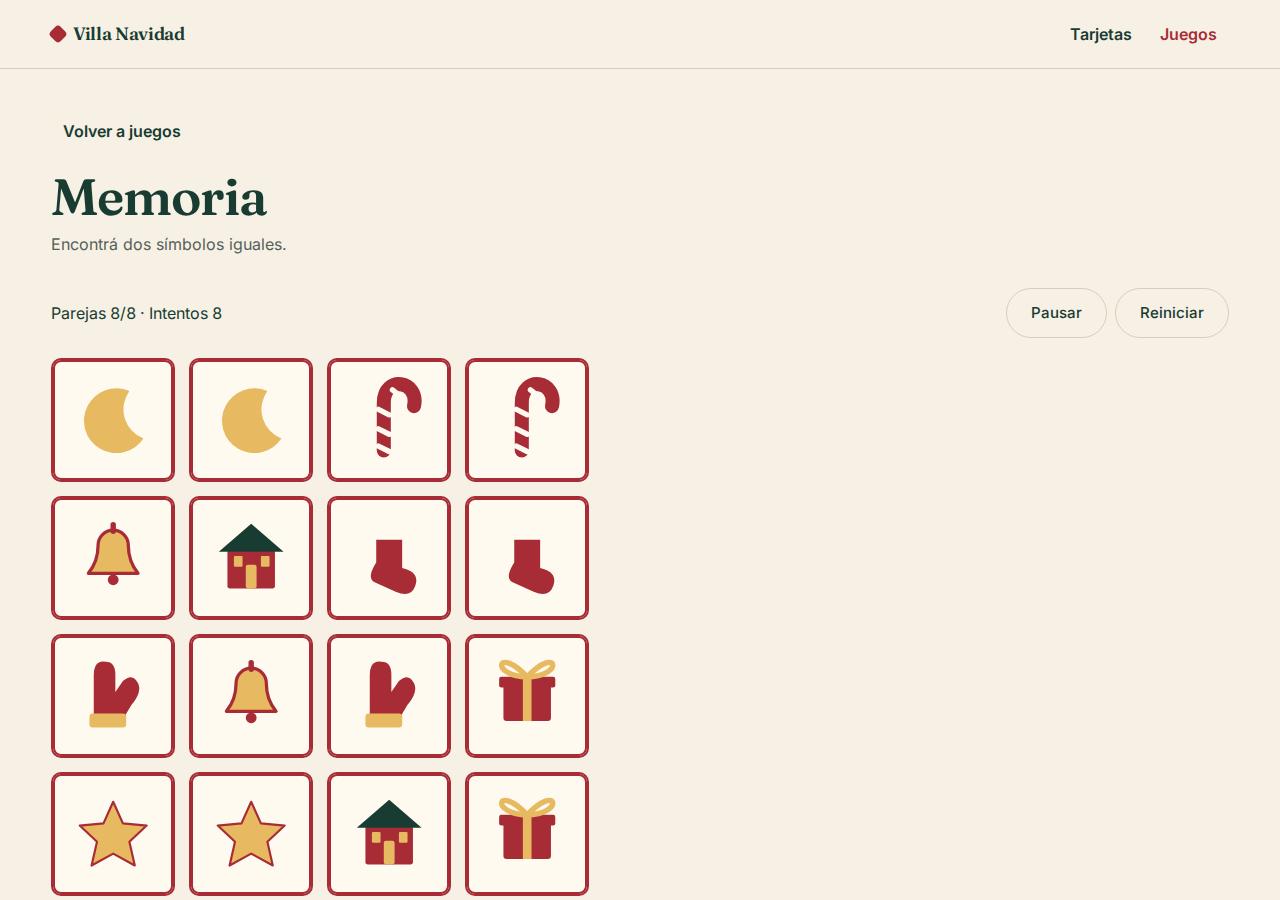 Villa Navidad
Tarjetas
Juegos
Volver a juegos
Memoria
Encontrá dos símbolos iguales.
Parejas 8/8 · Intentos 8
Pausar
Reiniciar